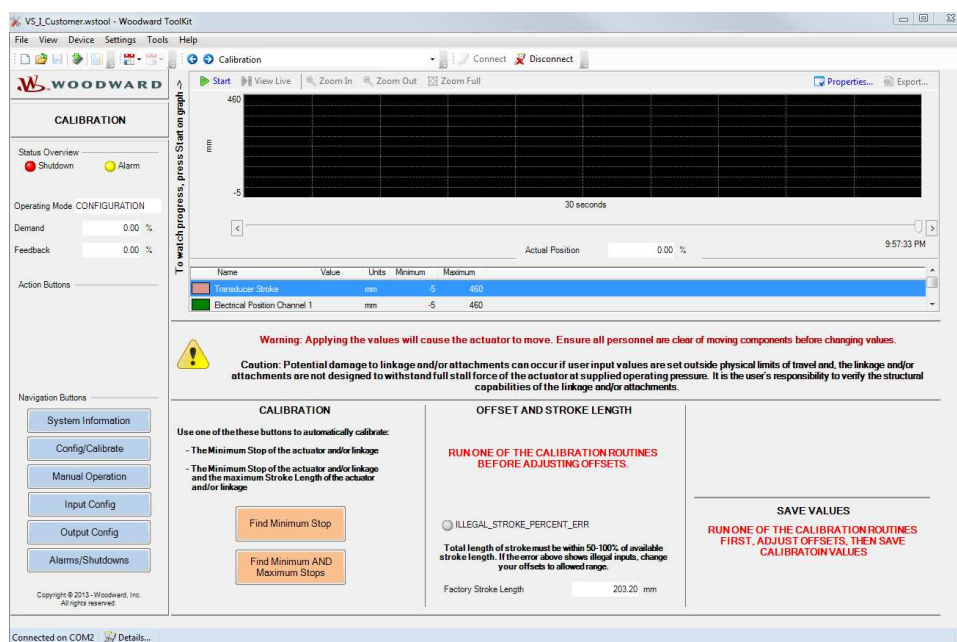 VS_I_Customer.wstool - Woodward ToolKit
File View Device Settings Tools Help
Calibration
Connect Disconnect
WOODWARD
CALIBRATION
Status Overview
Shutdown Alarm
Operating Mode CONFIGURATION
Demand 0.00 %
Feedback 0.00 %
Action Buttons
Navigation Buttons
System Information
Config/Calibrate
Manual Operation
Input Config
Output Config
Alarms/Shutdowns
Copyright © 2013 - Woodward, Inc.
All rights reserved.
To watch progress, press Start on graph ->
Start View Live Zoom In Zoom Out Zoom Full Properties... Export...
460
mm
-5
30 seconds
9:57:33 PM
Actual Position 0.00 %
Name Value Units Minimum Maximum
Transducer Stroke mm -5 460
Electrical Position Channel 1 mm -5 460
Warning: Applying the values will cause the actuator to move. Ensure all personnel are clear of moving components before changing values.
Caution: Potential damage to linkage and/or attachments can occur if user input values are set outside physical limits of travel and, the linkage and/or
attachments are not designed to withstand full stall force of the actuator at supplied operating pressure. It is the user's responsibility to verify the structural
capabilities of the linkage and/or attachments.
CALIBRATION
Use one of the these buttons to automatically calibrate:
- The Minimum Stop of the actuator and/or linkage
- The Minimum Stop of the actuator and/or linkage
and the maximum Stroke Length of the actuator
and/or linkage
Find Minimum Stop
Find Minimum AND
Maximum Stops
OFFSET AND STROKE LENGTH
RUN ONE OF THE CALIBRATION ROUTINES
BEFORE ADJUSTING OFFSETS.
ILLEGAL_STROKE_PERCENT_ERR
Total length of stroke must be within 50-100% of available
stroke length. If the error above shows illegal inputs, change
your offsets to allowed range.
Factory Stroke Length 203.20 mm
SAVE VALUES
RUN ONE OF THE CALIBRATION ROUTINES
FIRST, ADJUST OFFSETS, THEN SAVE
CALIBRATOIN VALUES
Connected on COM2 Details...